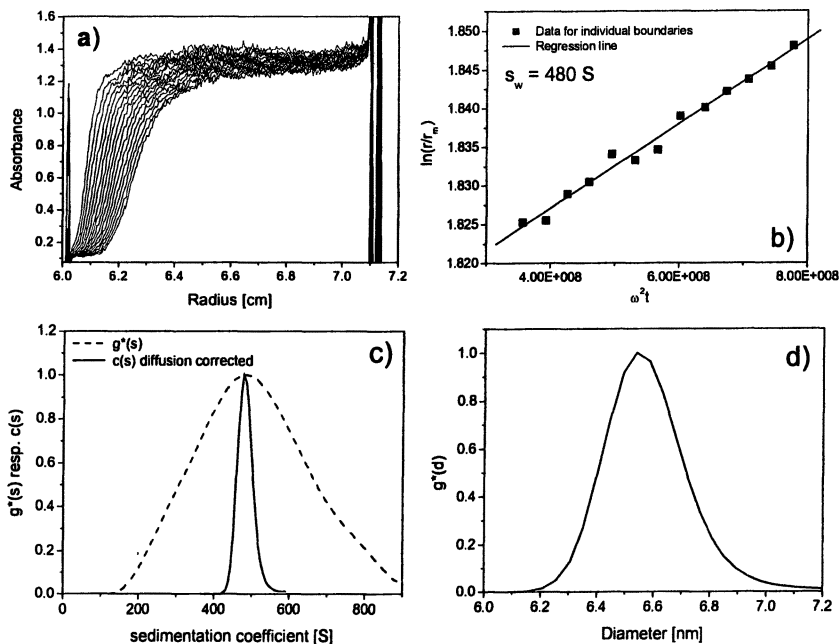 a)
1.6
1.4
1.2
1.0
0.8
0.6
0.4
0.2
Absorbance
6.0 6.2 6.4 6.6 6.8 7.0 7.2
Radius [cm]
Data for individual boundaries
Regression line
s_w = 480 S
1.850
1.845
1.840
1.835
1.830
1.825
1.820
ln(r/r_m)
b)
4.00E+008 6.00E+008 8.00E+008
ω²t
g*(s)
c(s) diffusion corrected
c)
1.2
1.0
0.8
0.6
0.4
0.2
0.0
g*(s) resp. c(s)
0 200 400 600 800
sedimentation coefficient [S]
d)
1.0
0.8
0.6
0.4
0.2
0.0
g*(d)
6.0 6.2 6.4 6.6 6.8 7.0 7.2
Diameter [nm]